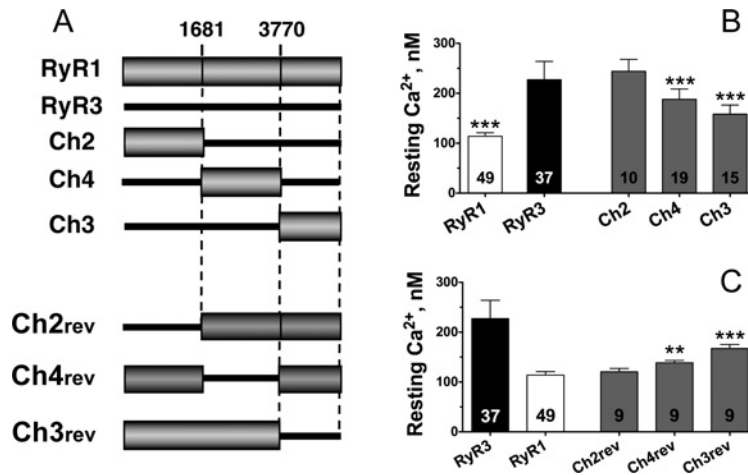 A
1681 3770
RyR1
RyR3
Ch2
Ch4
Ch3
Ch2rev
Ch4rev
Ch3rev
B
Resting Ca²⁺, nM
300
200
100
0
***
***
***
49
37
10
19
15
RyR1
RyR3
Ch2
Ch4
Ch3
C
Resting Ca²⁺, nM
300
200
100
0
**
***
37
49
9
9
9
RyR3
RyR1
Ch2rev
Ch4rev
Ch3rev